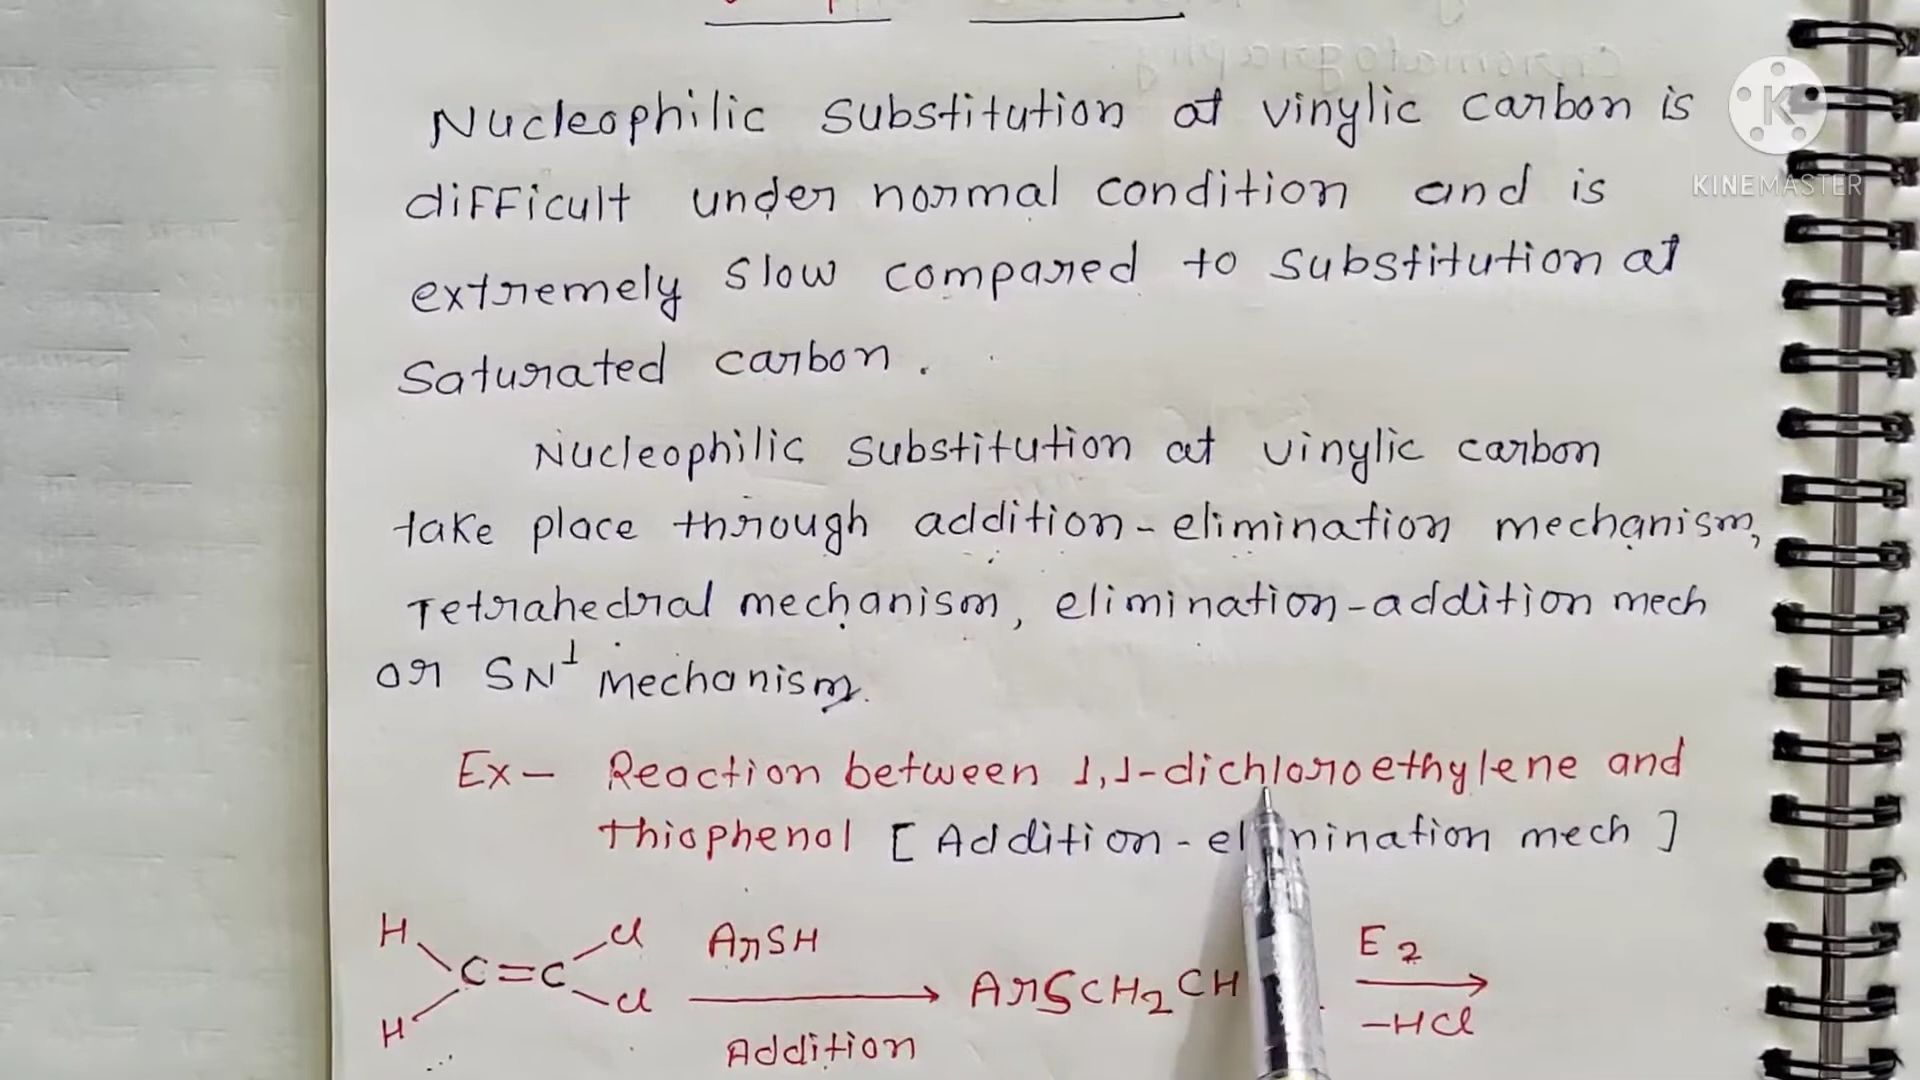 Nucleophilic substitution at vinylic carbon is
difficult under normal condition and is
extremely slow compared to substitution at
saturated carbon.
Nucleophilic substitution at vinylic carbon
take place through addition-elimination mechanism,
Tetrahedral mechanism, elimination-addition mech
or SN¹ mechanism.
Ex- Reaction between 1,1-dichloroethylene and
thiophenol [Addition-elimination mech]
H Cl
C=C
H Cl
ArSH
Addition
ArSCH₂CH
E₂
-HCl
KINEMASTER